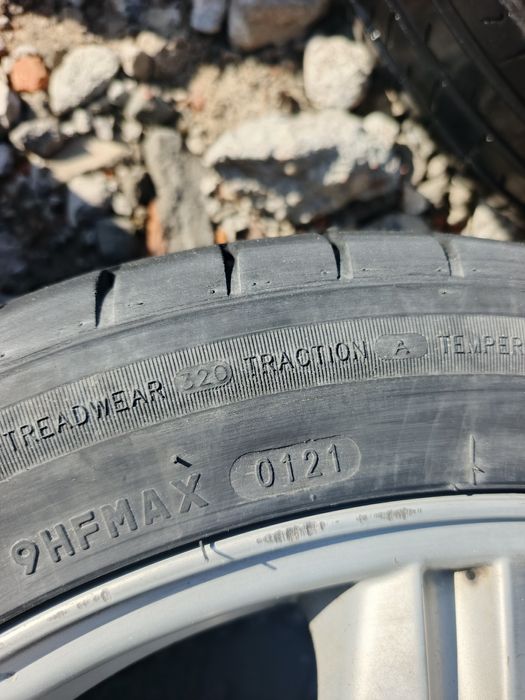 TREADWEAR 320 TRACTION A TEMPER
9HFMAX 0121